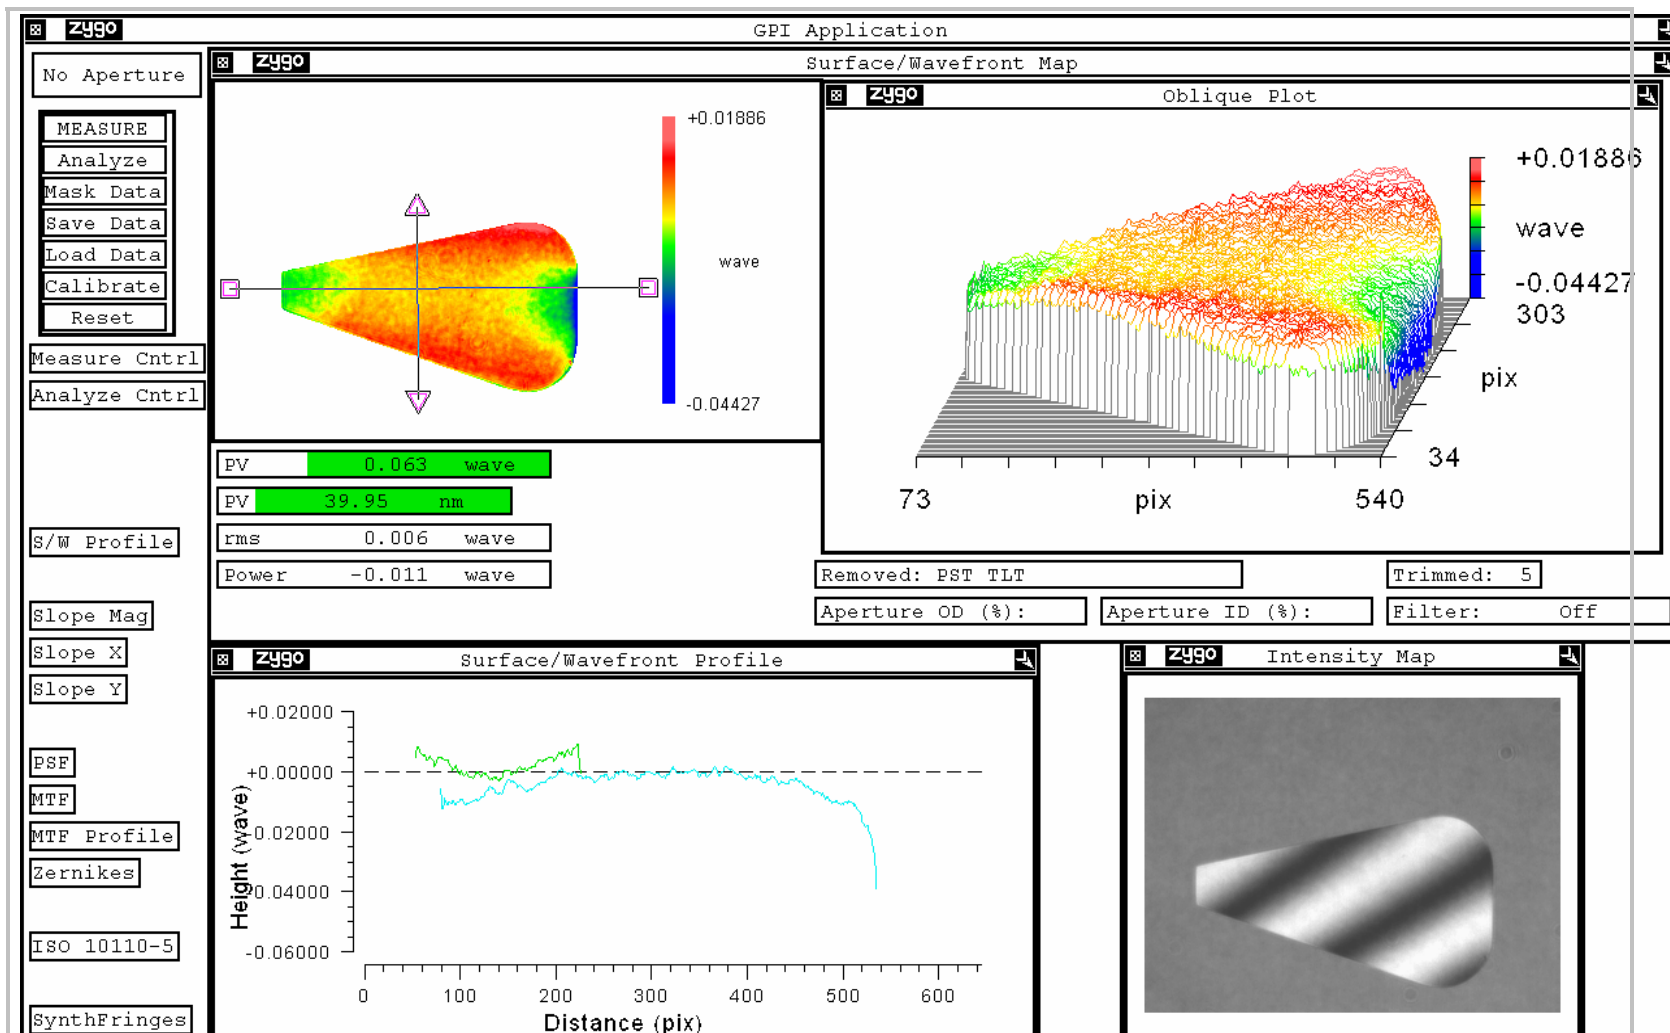 zygo GPI Application
No Aperture
MEASURE
Analyze
Mask Data
Save Data
Load Data
Calibrate
Reset
Measure Cntrl
Analyze Cntrl
S/W Profile
Slope Mag
Slope X
Slope Y
PSF
MTF
MTF Profile
Zernikes
ISO 10110-5
SynthFringes
zygo Surface/Wavefront Map
+0.01886
wave
-0.04427
zygo Oblique Plot
+0.01886
wave
-0.04427
303
pix
34
73 pix 540
PV 0.063 wave
PV 39.95 nm
rms 0.006 wave
Power -0.011 wave
Removed: PST TLT
Trimmed: 5
Aperture OD (%):
Aperture ID (%):
Filter: Off
zygo Surface/Wavefront Profile
+0.02000
+0.00000
-0.02000
-0.04000
-0.06000
Height (wave)
0 100 200 300 400 500 600
Distance (pix)
zygo Intensity Map